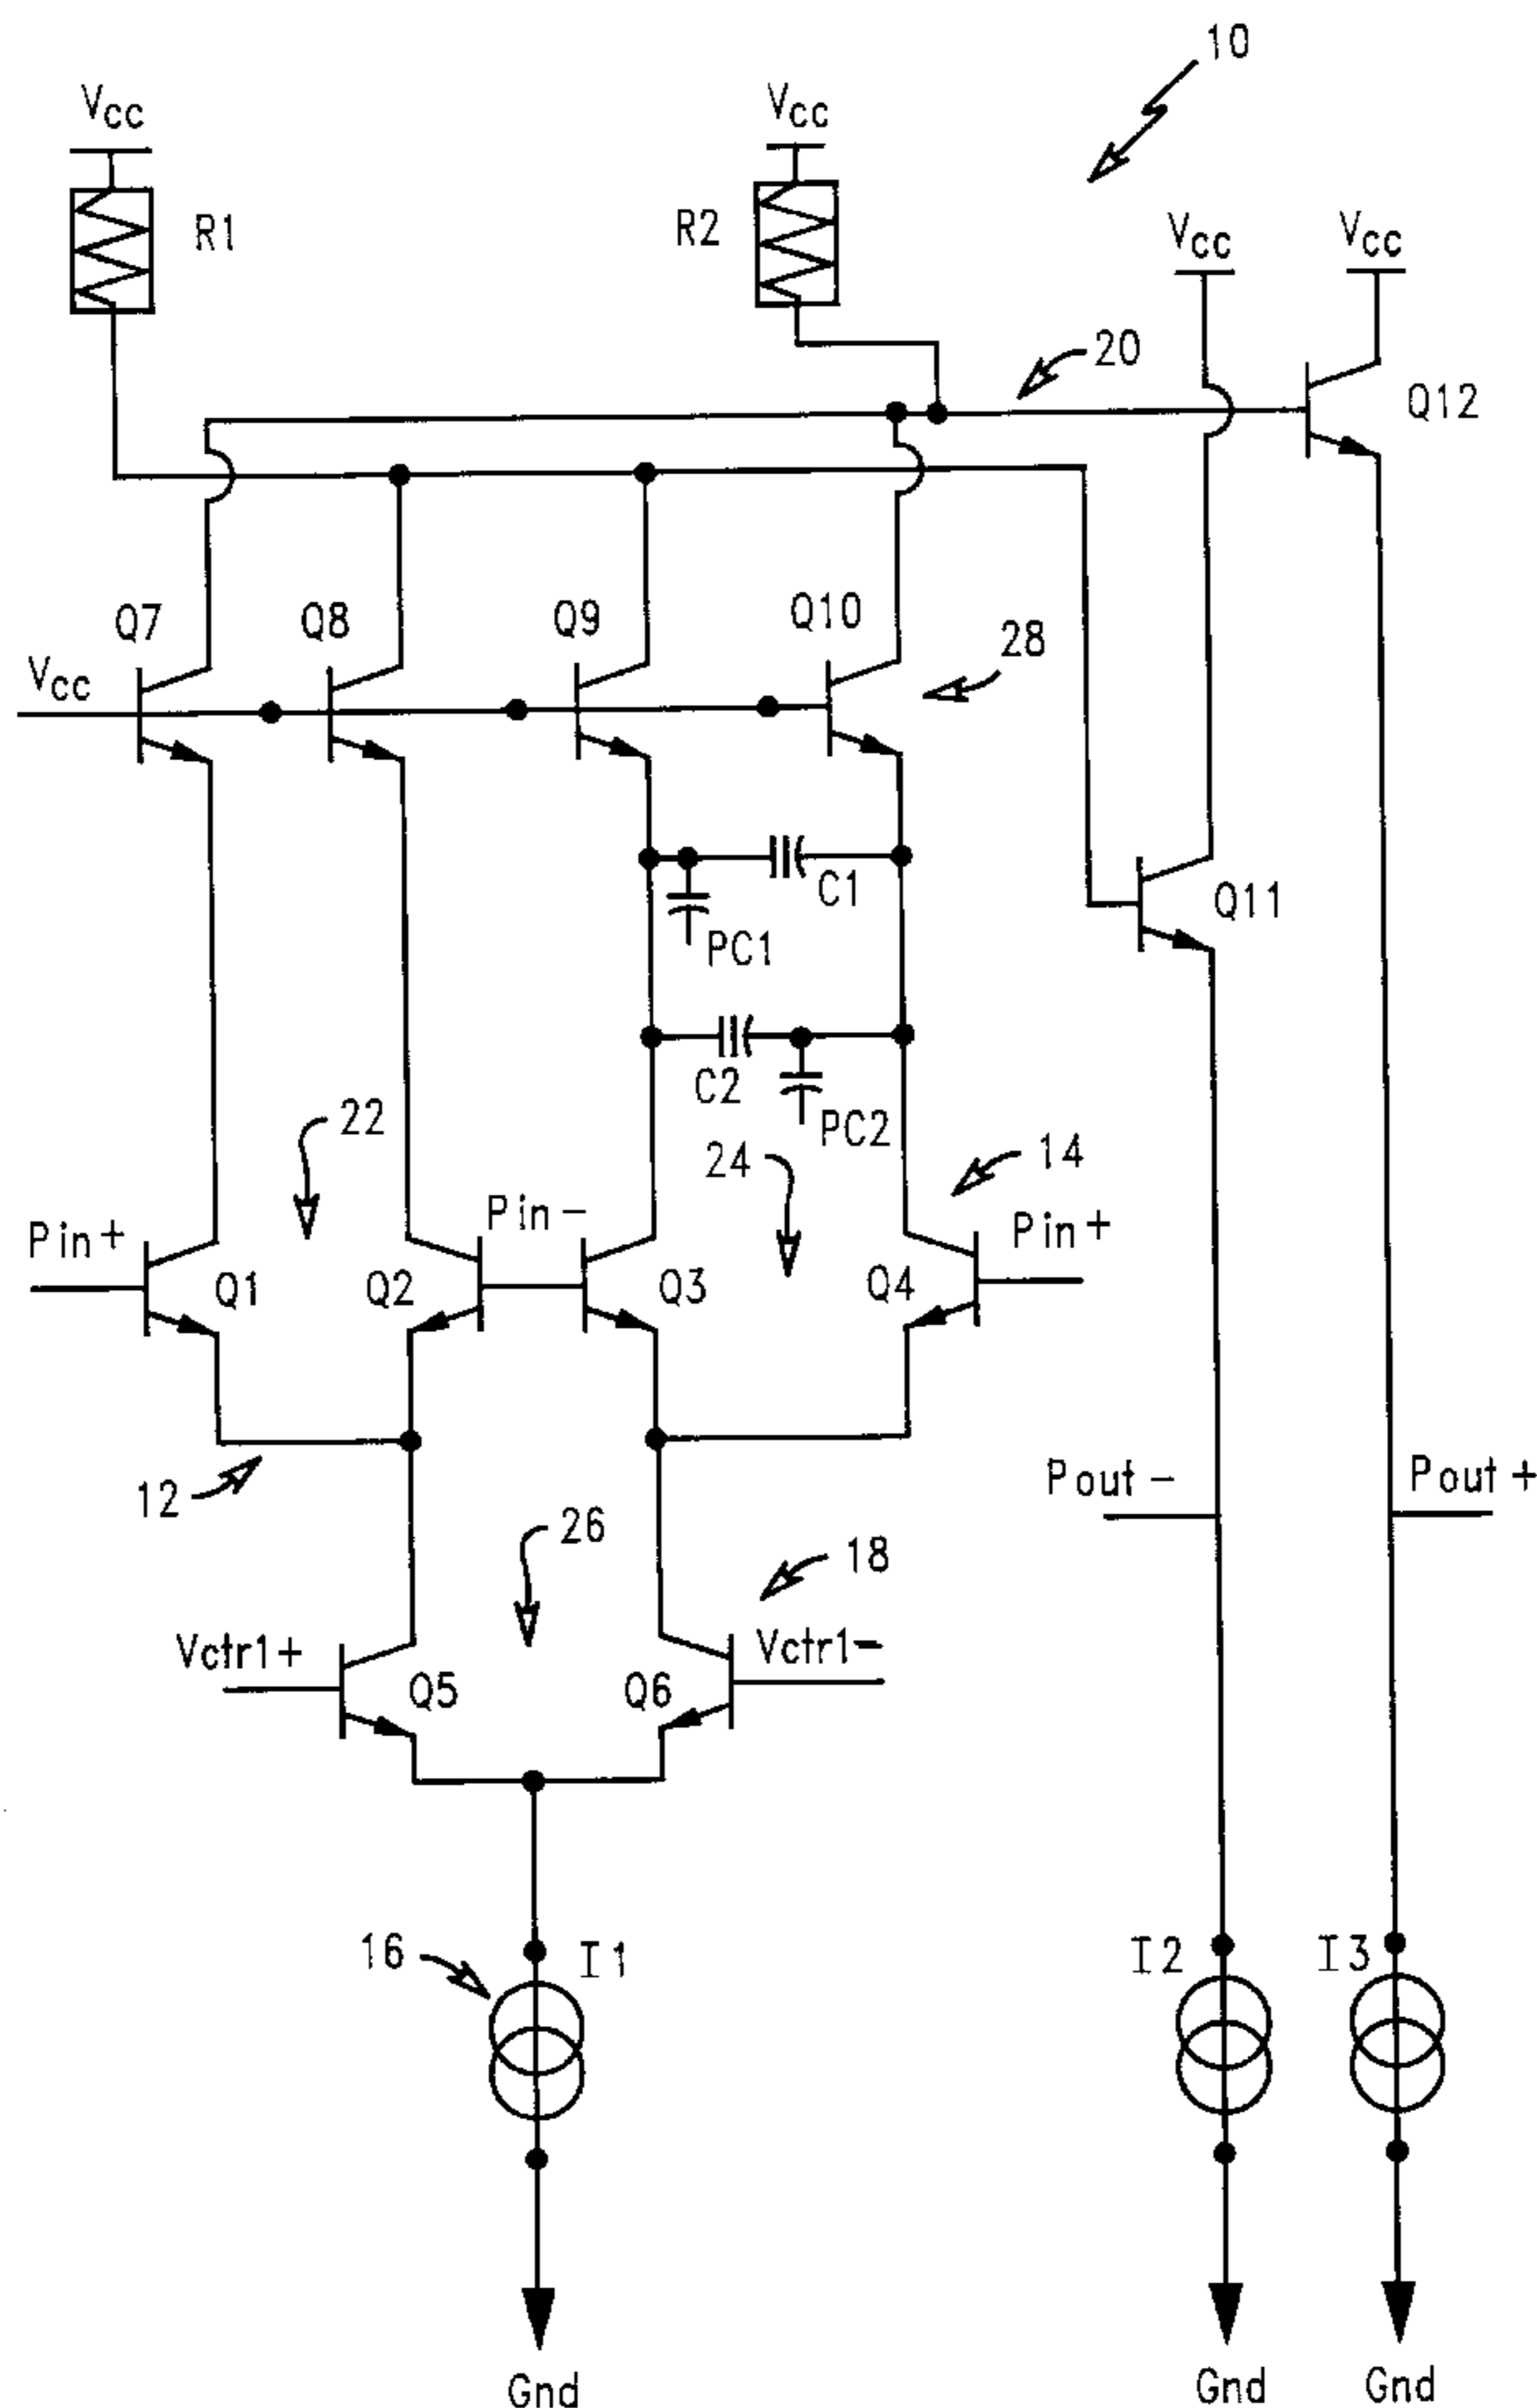 10
Vcc
Vcc
R1
R2
Vcc
Vcc
20
Q12
Q7
Q8
Q9
Q10
28
Vcc
C1
Q11
PC1
C2
PC2
22
24
14
Pin+
Pin-
Pin+
Q1
Q2
Q3
Q4
12
Pout-
Pout+
26
18
Vctr1+
Vctr1-
Q5
Q6
16
I1
I2
I3
Gnd
Gnd
Gnd